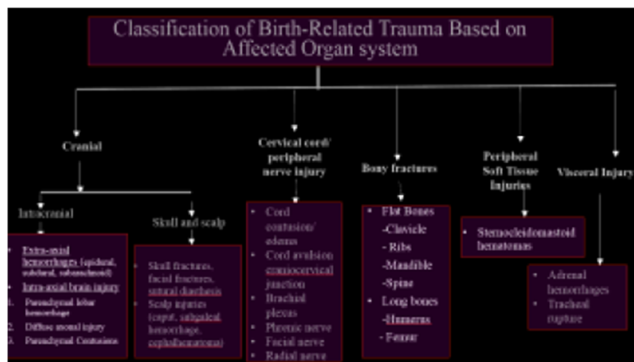 Classification of Birth-Related Trauma Based on
Affected Organ system
Cranial
Intracranial
• Extra-axial
hemorrhages (epidural,
subdural, subarachnoid)
• Intra-axial brain injury
1. Parenchymal lobar
hemorrhage
2. Diffuse axonal injury
3. Parenchymal Contusions
Skull and scalp
• Skull fractures,
facial fractures,
sutural diasthesis
• Scalp injuries
(caput, subgaleal
hemorrhage,
cephalhematoma)
Cervical cord/
peripheral
nerve injury
• Cord
contusion/
edema
• Cord avulsion
craniocervical
junction
• Brachial
plexus
• Phrenic nerve
• Facial nerve
• Radial nerve
Bony fractures
• Flat Bones
-Clavicle
- Ribs
-Mandible
-Spine
• Long bones
-Humerus
- Femur
Peripheral
Soft Tissue
Injuries
• Sternocleidomastoid
hematomas
Visceral Injury
• Adrenal
hemorrhages
• Tracheal
rupture